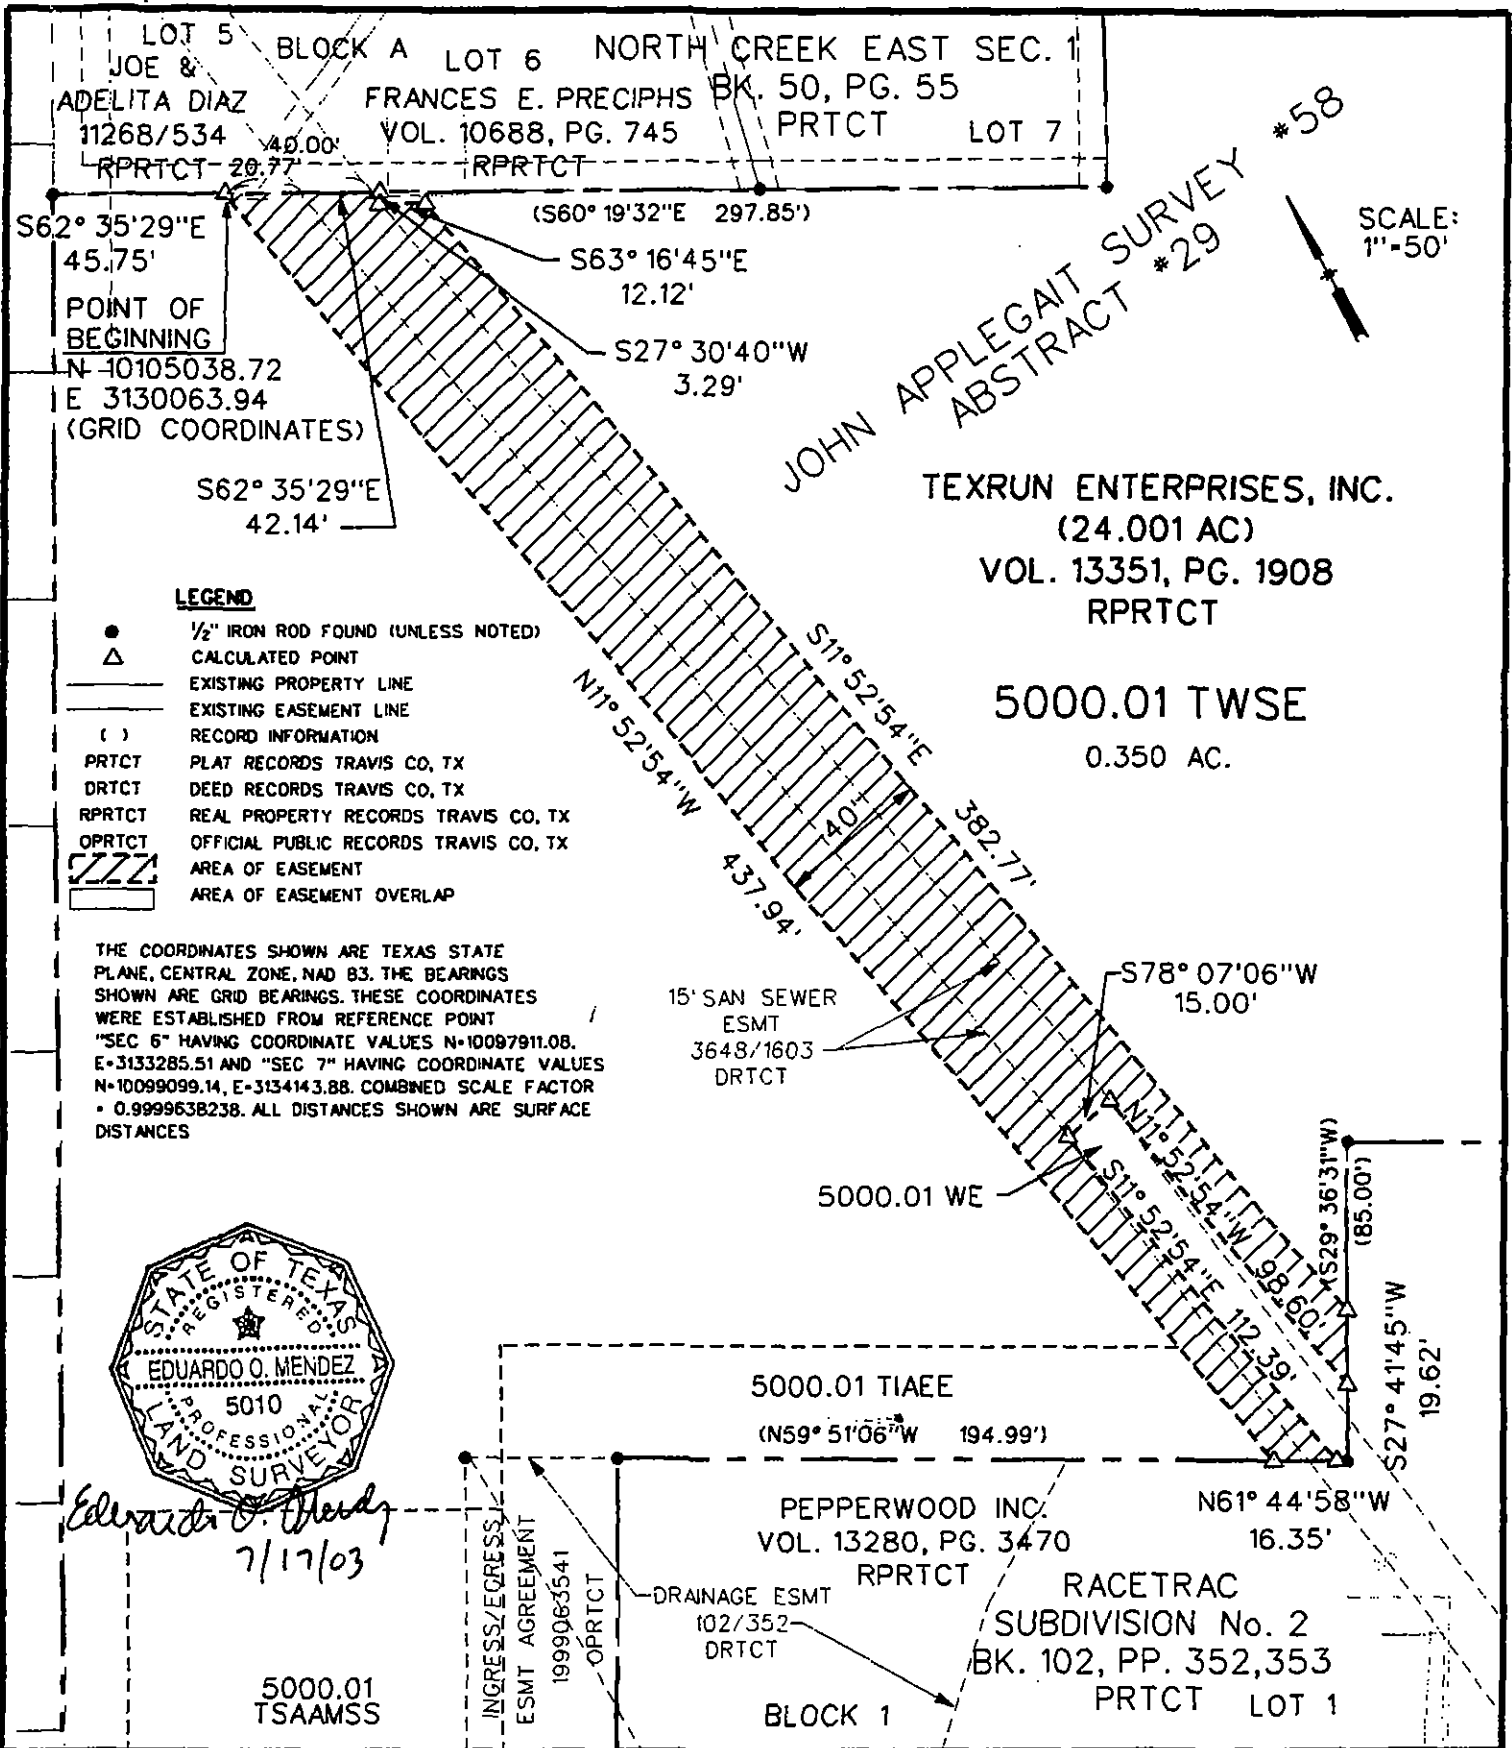 LOT 5
JOE &
ADELITA DIAZ
11268/534
RPRTCT
BLOCK A
LOT 6
FRANCES E. PRECIPHS
VOL. 10688, PG. 745
RPRTCT
NORTH CREEK EAST SEC. 1
BK. 50, PG. 55
PRTCT
LOT 7
40.00'
20.77'
S62° 35'29"E
45.75'
(S60° 19'32"E 297.85')
S63° 16'45"E
12.12'
S27° 30'40"W
3.29'
POINT OF
BEGINNING
N 10105038.72
E 3130063.94
(GRID COORDINATES)
S62° 35'29"E
42.14'
JOHN APPLEGAIT SURVEY #58
ABSTRACT #29
SCALE:
1"=50'
TEXRUN ENTERPRISES, INC.
(24.001 AC)
VOL. 13351, PG. 1908
RPRTCT
5000.01 TWSE
0.350 AC.
LEGEND
1/2" IRON ROD FOUND (UNLESS NOTED)
CALCULATED POINT
EXISTING PROPERTY LINE
EXISTING EASEMENT LINE
( ) RECORD INFORMATION
PRTCT PLAT RECORDS TRAVIS CO, TX
DRTCT DEED RECORDS TRAVIS CO, TX
RPRTCT REAL PROPERTY RECORDS TRAVIS CO, TX
OPRTCT OFFICIAL PUBLIC RECORDS TRAVIS CO, TX
AREA OF EASEMENT
AREA OF EASEMENT OVERLAP
S11° 52'54"E 382.77'
N11° 52'54"W 437.94'
40'
THE COORDINATES SHOWN ARE TEXAS STATE
PLANE, CENTRAL ZONE, NAD 83. THE BEARINGS
SHOWN ARE GRID BEARINGS. THESE COORDINATES
WERE ESTABLISHED FROM REFERENCE POINT
"SEC 6" HAVING COORDINATE VALUES N=10097911.08.
E=3133285.51 AND "SEC 7" HAVING COORDINATE VALUES
N=10099099.14, E=3134143.88. COMBINED SCALE FACTOR
= 0.9999638238. ALL DISTANCES SHOWN ARE SURFACE
DISTANCES
15' SAN SEWER
ESMT
3648/1603
DRTCT
S78° 07'06"W
15.00'
5000.01 WE
N11° 52'54"W 98.60'
S11° 52'54"E 112.39'
(S29° 36'31"W)
(85.00')
S27° 41'45"W
19.62'
STATE OF TEXAS
REGISTERED
EDUARDO O. MENDEZ
5010
PROFESSIONAL
LAND SURVEYOR
Eduardo O. Mendez
7/17/03
5000.01 TIAEE
(N59° 51'06"W 194.99')
N61° 44'58"W
16.35'
PEPPERWOOD INC.
VOL. 13280, PG. 3470
RPRTCT
INGRESS/EGRESS
ESMT AGREEMENT
1999063541
OPRTCT
DRAINAGE ESMT
102/352
DRTCT
RACETRAC
SUBDIVISION No. 2
BK. 102, PP. 352,353
PRTCT LOT 1
BLOCK 1
5000.01
TSAAMSS